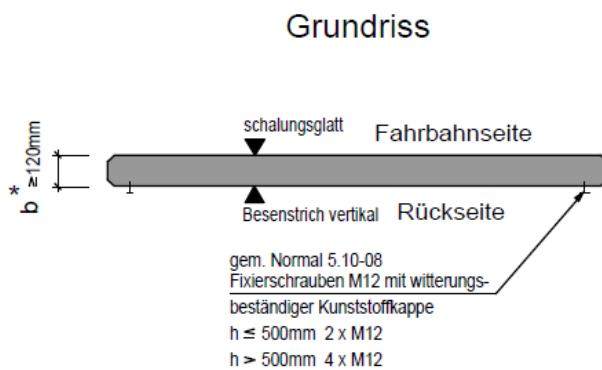 Grundriss
schalungsglatt
Fahrbahnseite
b* ≥120mm
Besenstrich vertikal
Rückseite
gem. Normal 5.10-08
Fixierschrauben M12 mit witterungs-
beständiger Kunststoffkappe
h ≤ 500mm 2 x M12
h > 500mm 4 x M12